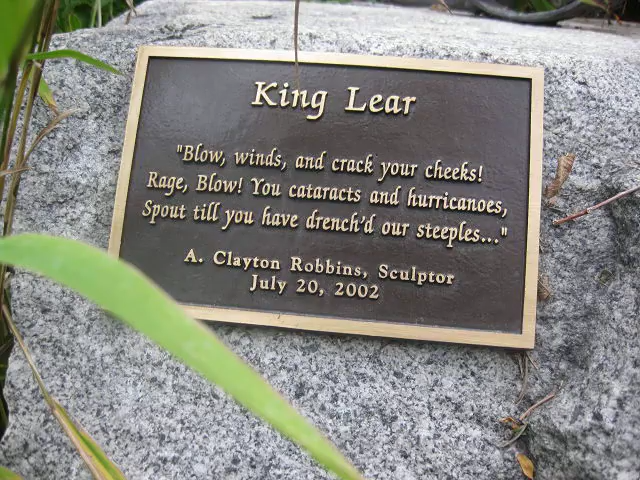 King Lear
"Blow, winds, and crack your cheeks!
Rage, Blow! You cataracts and hurricanoes,
Spout till you have drench'd our steeples..."
A. Clayton Robbins, Sculptor
July 20, 2002